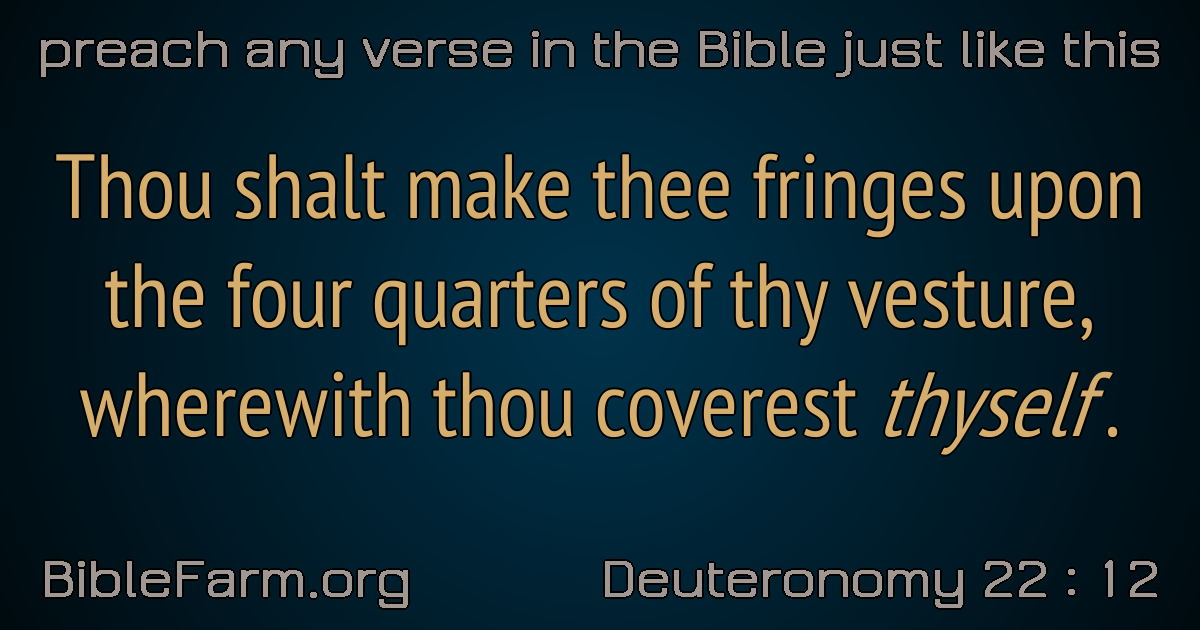 preach any verse in the Bible just like this
Thou shalt make thee fringes upon
the four quarters of thy vesture,
wherewith thou coverest thyself .
BibleFarm.org
Deuteronomy 22 : 12